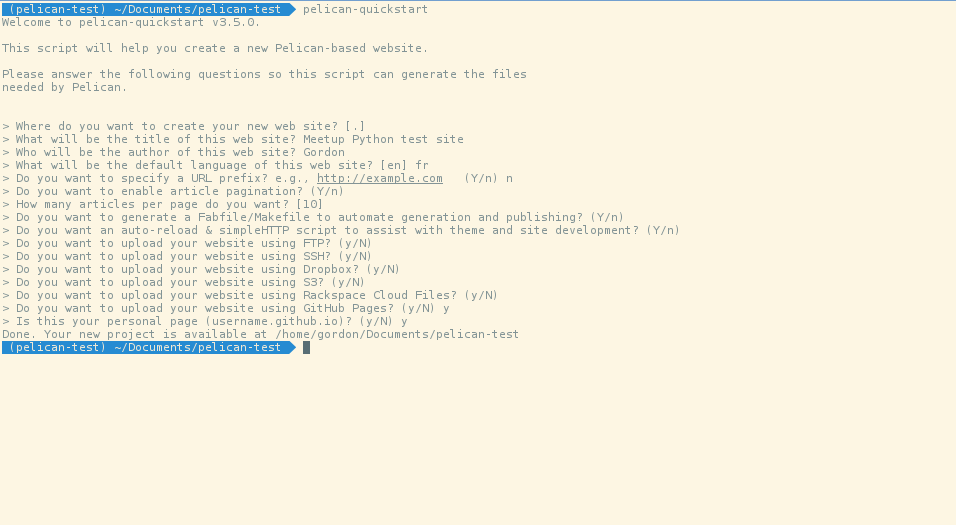 (pelican-test) ~/Documents/pelican-test pelican-quickstart
Welcome to pelican-quickstart v3.5.0.
This script will help you create a new Pelican-based website.
Please answer the following questions so this script can generate the files
needed by Pelican.
> Where do you want to create your new web site? [.]
> What will be the title of this web site? Meetup Python test site
> Who will be the author of this web site? Gordon
> What will be the default language of this web site? [en] fr
> Do you want to specify a URL prefix? e.g., http://example.com   (Y/n) n
> Do you want to enable article pagination? (Y/n)
> How many articles per page do you want? [10]
> Do you want to generate a Fabfile/Makefile to automate generation and publishing? (Y/n)
> Do you want an auto-reload & simpleHTTP script to assist with theme and site development? (Y/n)
> Do you want to upload your website using FTP? (y/N)
> Do you want to upload your website using SSH? (y/N)
> Do you want to upload your website using Dropbox? (y/N)
> Do you want to upload your website using S3? (y/N)
> Do you want to upload your website using Rackspace Cloud Files? (y/N)
> Do you want to upload your website using GitHub Pages? (y/N) y
> Is this your personal page (username.github.io)? (y/N) y
Done. Your new project is available at /home/gordon/Documents/pelican-test
(pelican-test) ~/Documents/pelican-test